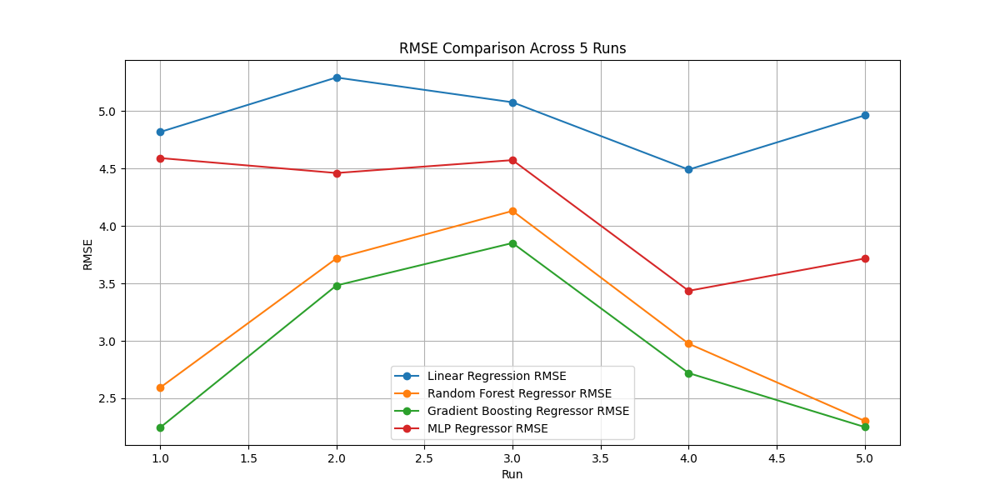 RMSE Comparison Across 5 Runs
RMSE
5.0
4.5
4.0
3.5
3.0
2.5
Linear Regression RMSE
Random Forest Regressor RMSE
Gradient Boosting Regressor RMSE
MLP Regressor RMSE
1.0 1.5 2.0 2.5 3.0 3.5 4.0 4.5 5.0
Run